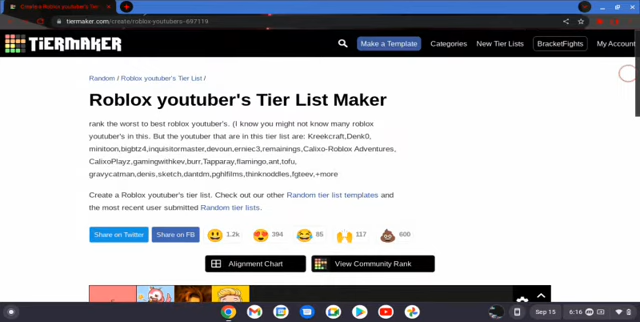 Create a Roblox youtuber's T
tiermaker.com/create/roblox-youtubers-697119
TIERMAKER
Make a Template
Categories
New Tier Lists
BracketFights
My Account
Random / Roblox youtuber's Tier List /
Roblox youtuber's Tier List Maker
rank the worst to best roblox youtuber's. (I know you might not know many roblox
youtuber's in this. But the youtuber that are in this tier list are: Kreekcraft,Denk0,
minitoon,bigbtz4,inquisitormaster,devoun,erniec3,remainings,Calixo-Roblox Adventures,
CalixoPlayz,gamingwithkev,burr,Tapparay,flamingo,ant,tofu,
gravycatman,denis,sketch,dantdm,pghlfilms,thinknoddles,fgteev,+more
Create a Roblox youtuber's tier list. Check out our other Random tier list templates and
the most recent user submitted Random tier lists.
Share on Twitter
Share on FB
1.2k
394
85
117
600
Alignment Chart
View Community Rank
Sep 15
6:16